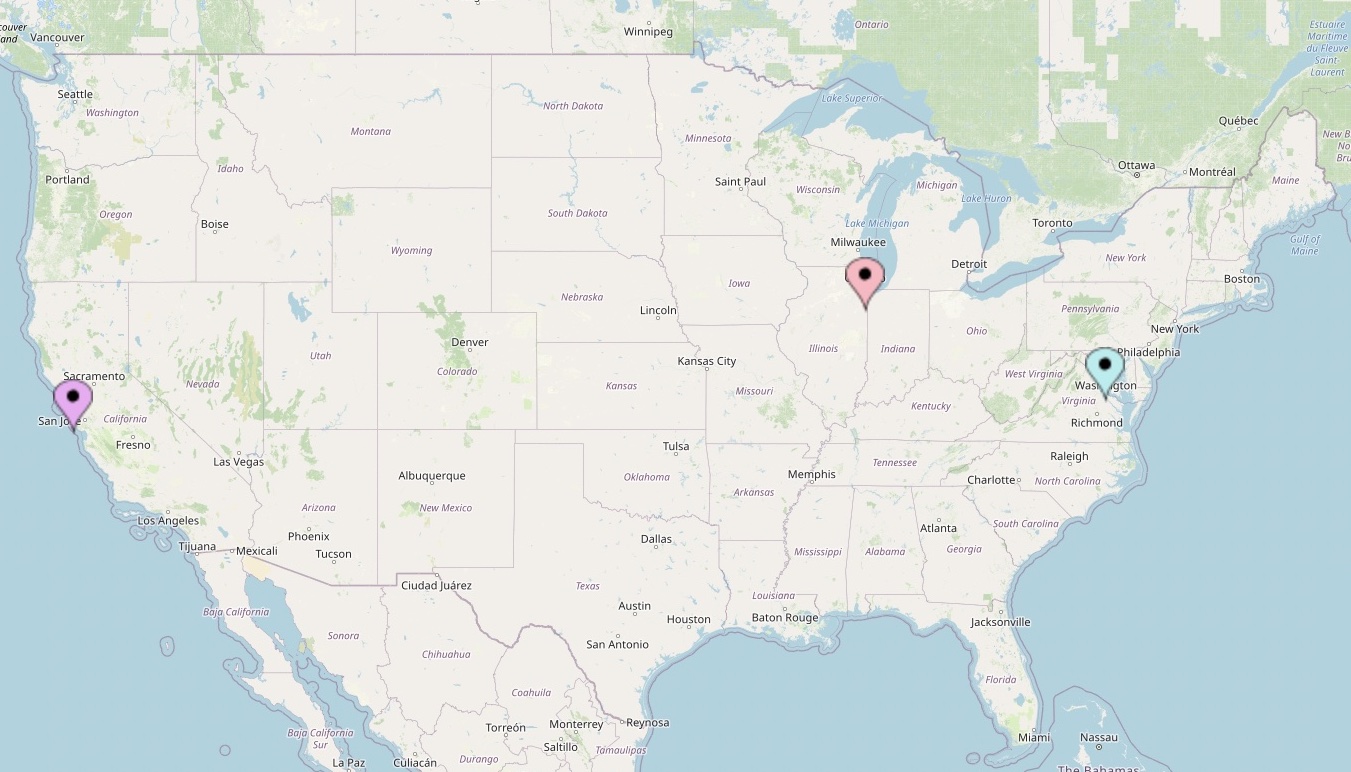 Winnipeg
Ontario
Estuaire
Maritime
du Fleuve
Saint-
Laurent
Vancouver
Seattle
Washington
North Dakota
Montana
Minnesota
Lake Superior
Québec
Ottawa
Montréal
Idaho
Portland
Saint Paul
Wisconsin
Michigan
Maine
Lake Huron
Oregon
Boise
South Dakota
Lake Michigan
Toronto
Gulf of
Maine
Milwaukee
Wyoming
New York
Detroit
Boston
Iowa
Nebraska
Lincoln
Pennsylvania
New York
Ohio
Denver
Utah
Illinois
Indiana
Philadelphia
Kansas City
Colorado
Sacramento
Nevada
Kansas
Missouri
West Virginia
Washington
Virginia
Kentucky
San José
California
Richmond
Fresno
Tulsa
Raleigh
Las Vegas
Tennessee
Albuquerque
Oklahoma
Memphis
Charlotte
North Carolina
Arkansas
Arizona
New Mexico
Los Angeles
South Carolina
Atlanta
Phoenix
Dallas
Tijuana
Mexicali
Tucson
Mississippi
Alabama
Georgia
Ciudad Juárez
Texas
Louisiana
Baja California
Austin
Houston
Baton Rouge
Jacksonville
Sonora
San Antonio
Chihuahua
Florida
Coahuila
Baja California
Sur
Torreón
Monterrey
Reynosa
Miami
Nassau
Saltillo
Tamaulipas
La Paz
Culiacán
Durango
The Bahamas